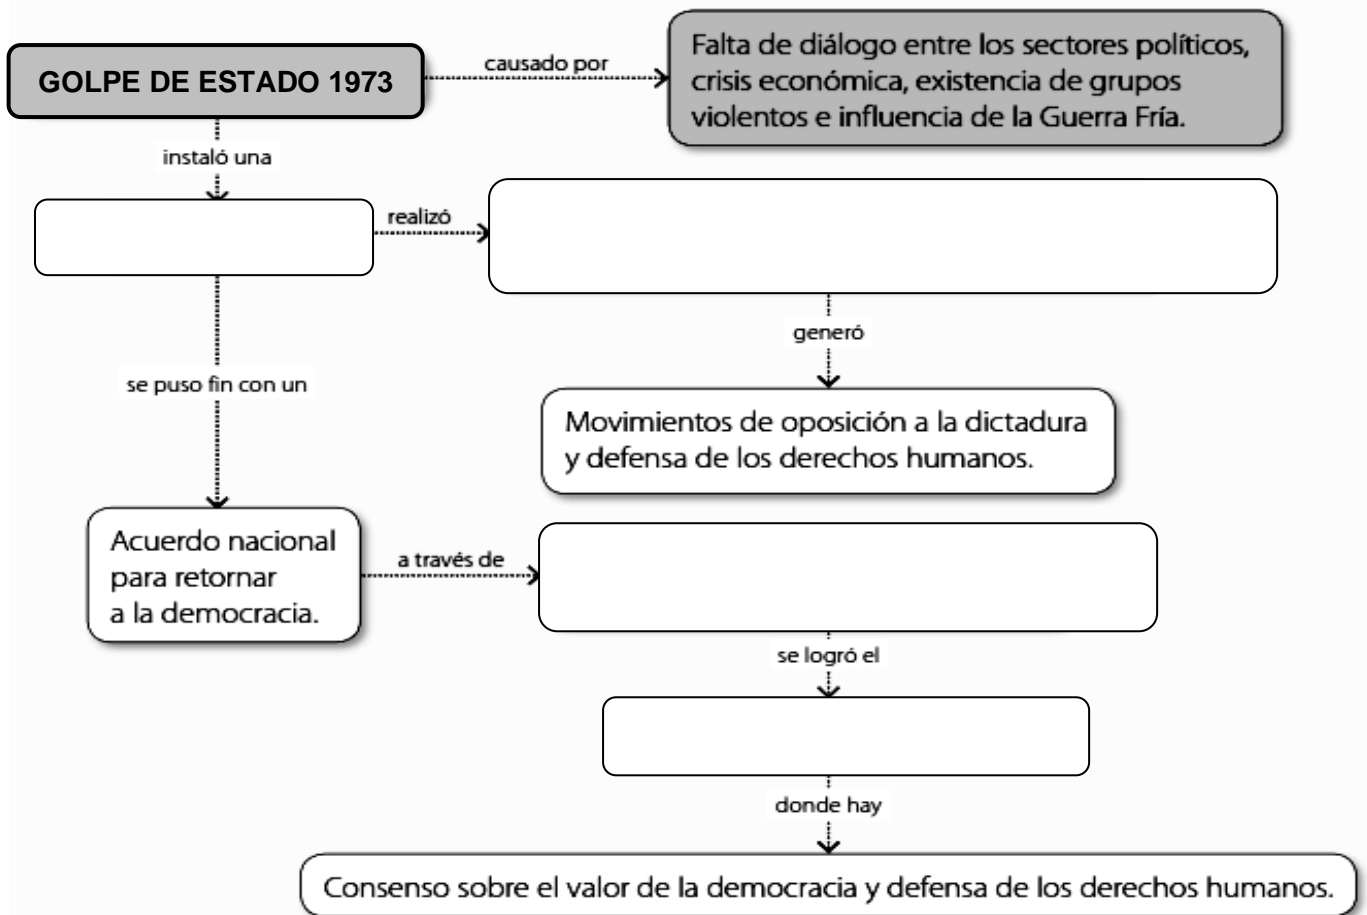 GOLPE DE ESTADO 1973
causado por
Falta de diálogo entre los sectores políticos,
crisis económica, existencia de grupos
violentos e influencia de la Guerra Fría.
instaló una
realizó
generó
se puso fin con un
Movimientos de oposición a la dictadura
y defensa de los derechos humanos.
Acuerdo nacional
para retornar
a la democracia.
a través de
se logró el
donde hay
Consenso sobre el valor de la democracia y defensa de los derechos humanos.